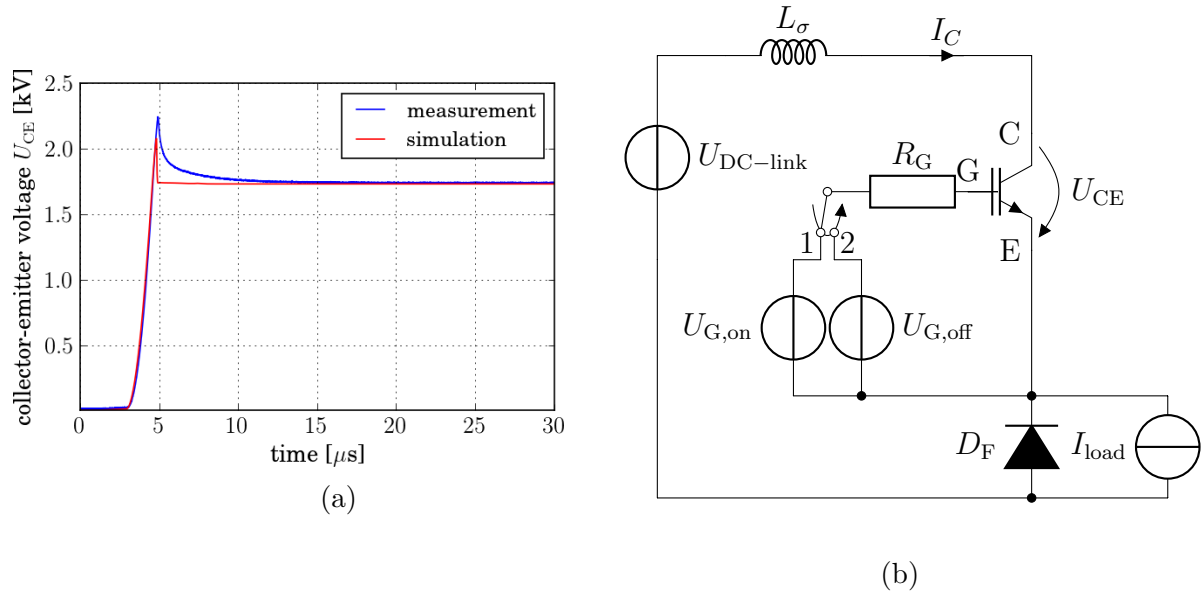 collector-emitter voltage U_CE [kV]
2.5
2.0
1.5
1.0
0.5
measurement
simulation
0 5 10 15 20 25 30
time [μs]
(a)
L_σ
I_C
U_DC−link
R_G
G
C
E
U_CE
1 2
U_G,on
U_G,off
D_F
I_load
(b)